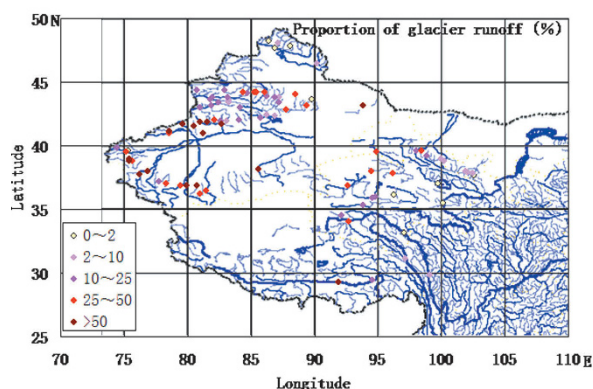 Proportion of glacier runoff (%)
50N
45
40
35
30
25
Latitude
0～2
2～10
10～25
25～50
>50
70 75 80 85 90 95 100 105 110E
Longitude